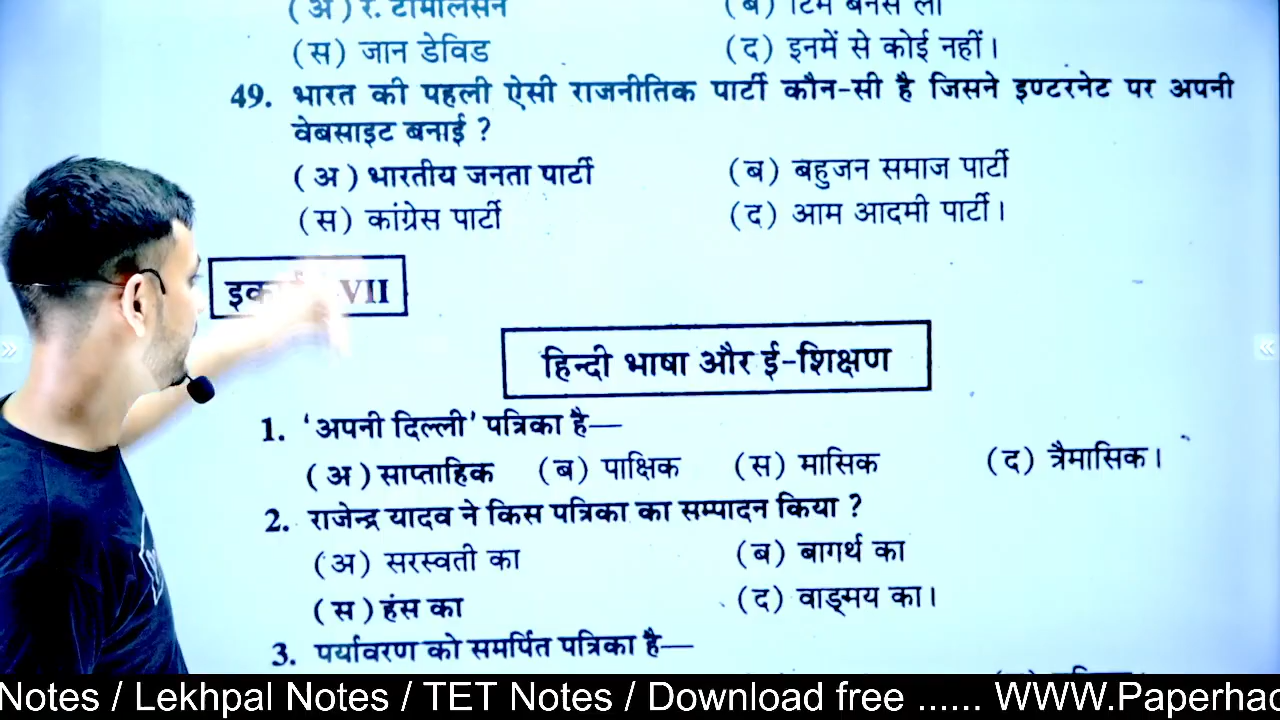 (स) जान डेविड (द) इनमें से कोई नहीं।
49. भारत की पहली ऐसी राजनीतिक पार्टी कौन-सी है जिसने इण्टरनेट पर अपनी
वेबसाइट बनाई ?
(अ) भारतीय जनता पार्टी (ब) बहुजन समाज पार्टी
(स) कांग्रेस पार्टी (द) आम आदमी पार्टी।
VII
हिन्दी भाषा और ई-शिक्षण
1. 'अपनी दिल्ली' पत्रिका है—
(अ) साप्ताहिक (ब) पाक्षिक (स) मासिक (द) त्रैमासिक।
2. राजेन्द्र यादव ने किस पत्रिका का सम्पादन किया ?
(अ) सरस्वती का (ब) बागर्थ का
(स) हंस का (द) वाङ्मय का।
3. पर्यावरण को समर्पित पत्रिका है—
Notes / Lekhpal Notes / TET Notes / Download free ...... WWW.Paperhac